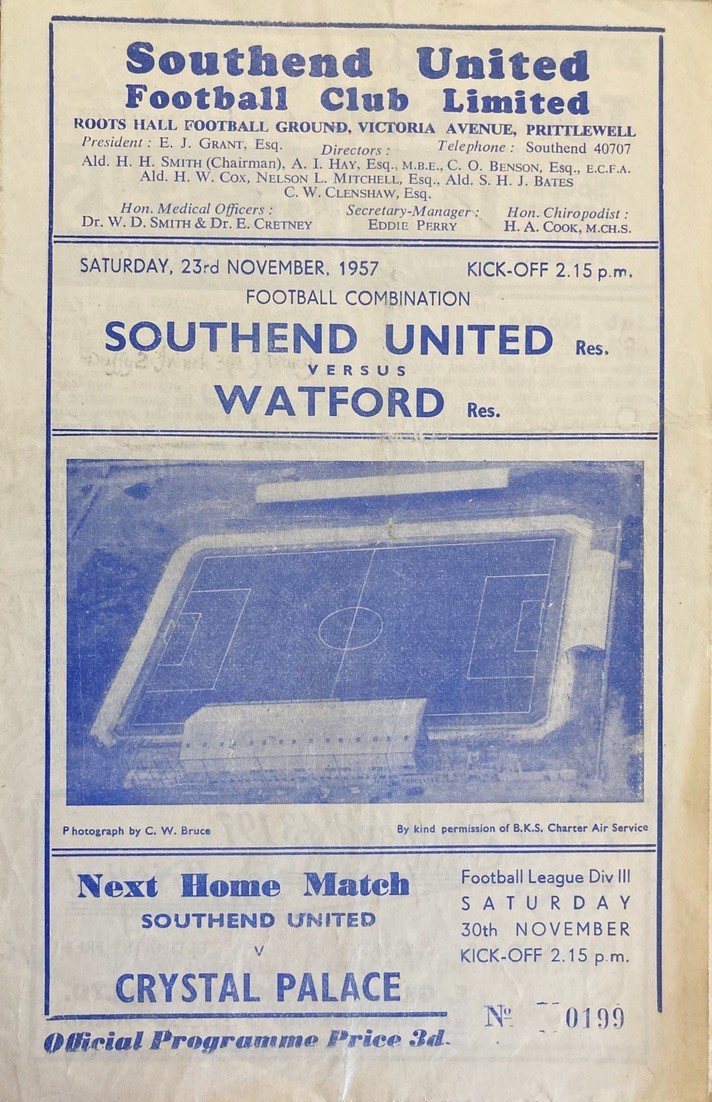 Southend United
Football Club Limited
ROOTS HALL FOOTBALL GROUND, VICTORIA AVENUE, PRITTLEWELL
President : E. J. GRANT, Esq. Directors : Telephone : Southend 40707
Ald. H. H. SMITH (Chairman), A. I. HAY, Esq., M.B.E., C. O. BENSON, Esq., E.C.F.A.
Ald. H. W. COX, NELSON L. MITCHELL, Esq., Ald. S. H. J. BATES
C. W. CLENSHAW, Esq.
Hon. Medical Officers : Secretary-Manager : Hon. Chiropodist :
Dr. W. D. SMITH & Dr. E. CRETNEY EDDIE PERRY H. A. COOK, M.CH.S.
SATURDAY, 23rd NOVEMBER, 1957 KICK-OFF 2.15 p.m.
FOOTBALL COMBINATION
SOUTHEND UNITED Res.
VERSUS
WATFORD Res.
Photograph by C. W. Bruce By kind permission of B.K.S. Charter Air Service
Next Home Match
SOUTHEND UNITED
v
CRYSTAL PALACE
Football League Div III
SATURDAY
30th NOVEMBER
KICK-OFF 2.15 p.m.
Nº 0199
Official Programme Price 3d.